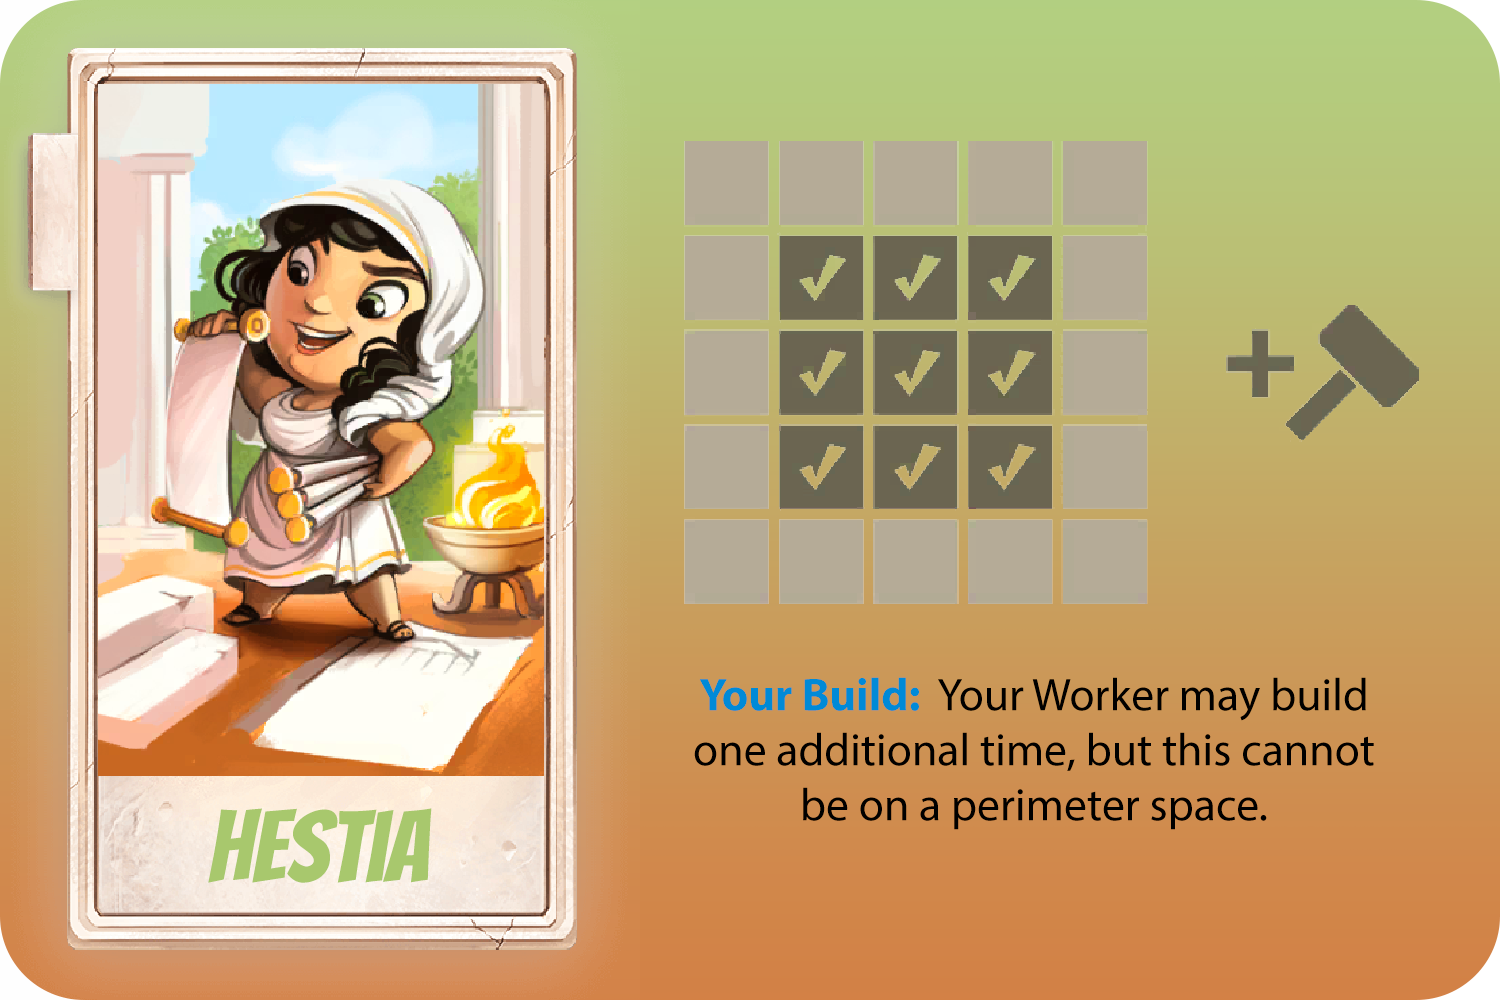 HESTIA
Your Build: Your Worker may build
one additional time, but this cannot
be on a perimeter space.